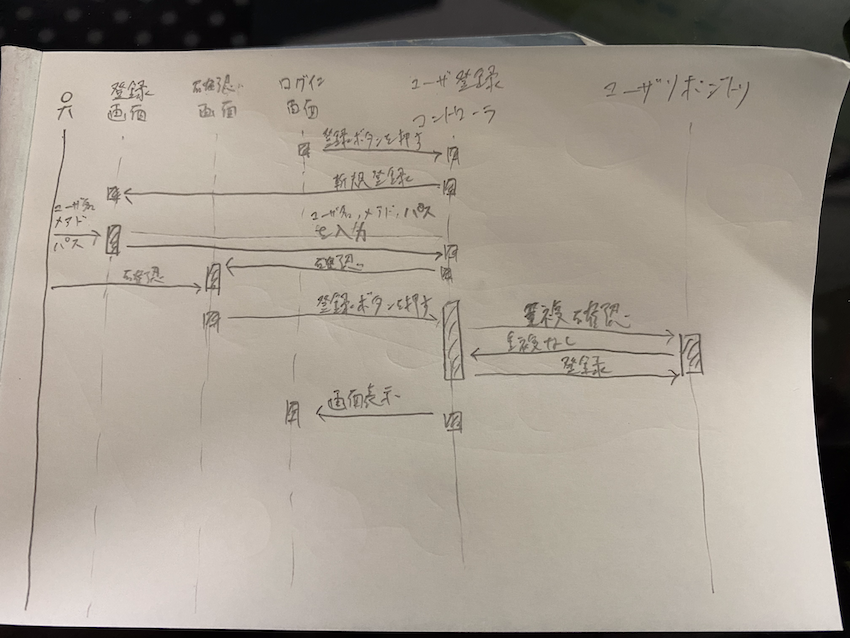 登録
画面
確認
画面
ログイン
画面
ユーザ登録
コントローラ
ユーザリポジトリ
登録ボタンを押す
新規登録
ユーザ名
メアド
パス
ユーザ名、メアド、パス
を入力
確認
確認
登録ボタンを押す
重複確認
重複なし
登録
画面表示